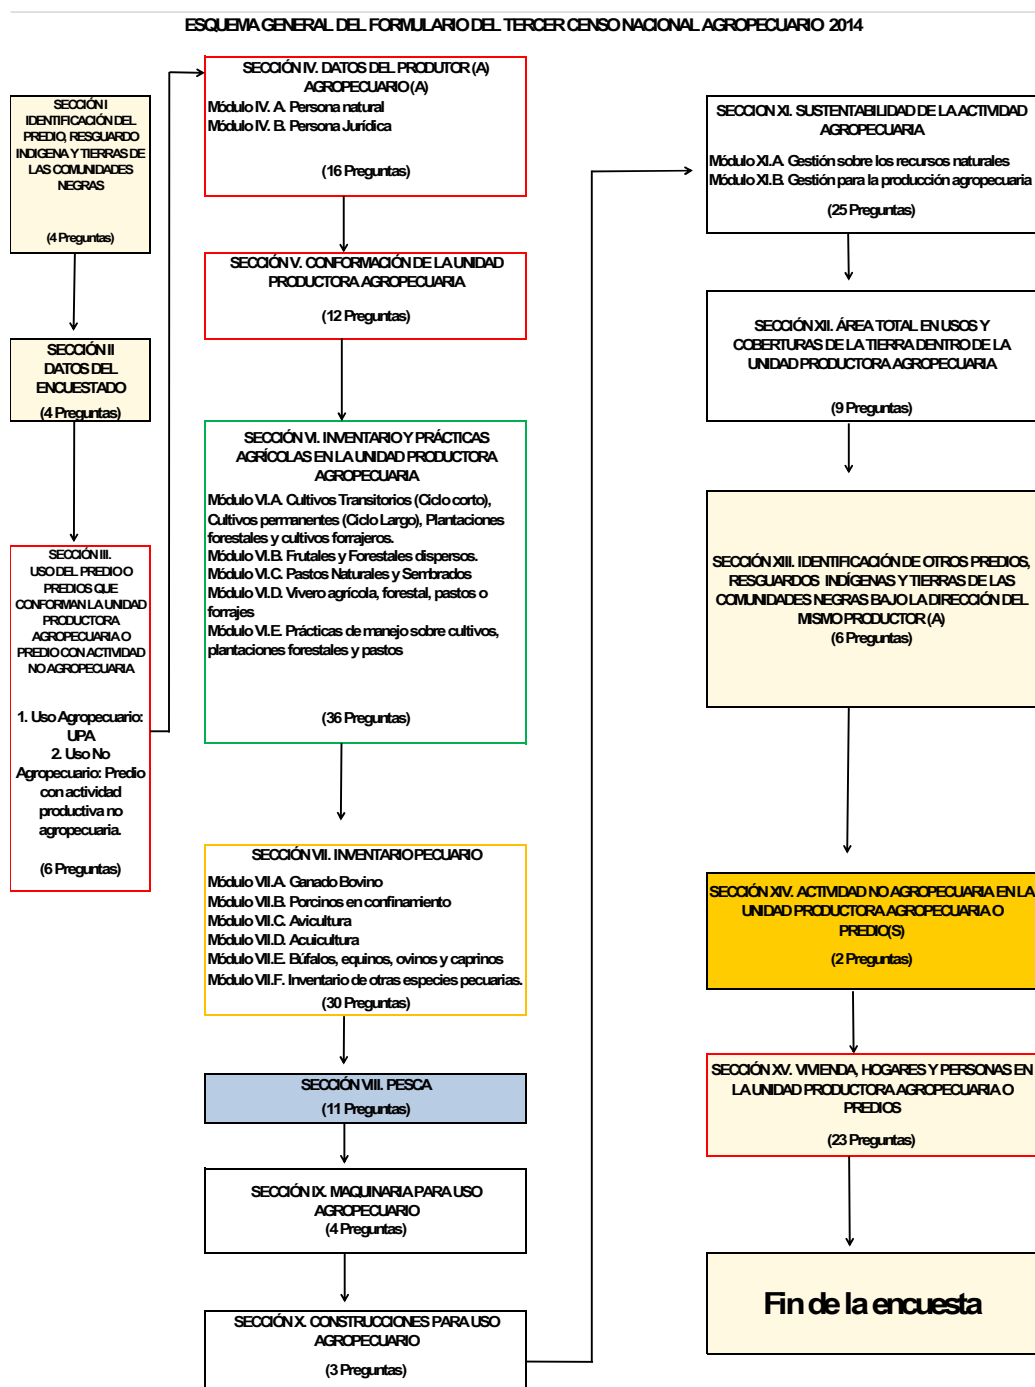 ESQUEMA GENERAL DEL FORMULARIO DEL TERCER CENSO NACIONAL AGROPECUARIO 2014
SECCIÓN I
IDENTIFICACIÓN DEL
PREDIO, RESGUARDO
INDIGENA Y TIERRAS DE
LAS COMUNIDADES
NEGRAS
(4 Preguntas)
SECCIÓN II
DATOS DEL
ENCUESTADO
(4 Preguntas)
SECCIÓN III.
USO DEL PREDIO O
PREDIOS QUE
CONFORMAN LA UNIDAD
PRODUCTORA
AGROPECUARIA O
PREDIO CON ACTIVIDAD
NO AGROPECUARIA
1. Uso Agropecuario:
UPA
2. Uso No
Agropecuario: Predio
con actividad
productiva no
agropecuaria.
(6 Preguntas)
SECCIÓN IV. DATOS DEL PRODUTOR (A)
AGROPECUARIO (A)
Módulo IV. A. Persona natural
Módulo IV. B. Persona Jurídica
(16 Preguntas)
SECCIÓN V. CONFORMACIÓN DE LA UNIDAD
PRODUCTORA AGROPECUARIA
(12 Preguntas)
SECCIÓN VI. INVENTARIO Y PRÁCTICAS
AGRÍCOLAS EN LA UNIDAD PRODUCTORA
AGROPECUARIA
Módulo VI.A. Cultivos Transitorios (Ciclo corto),
Cultivos permanentes (Ciclo Largo), Plantaciones
forestales y cultivos forrajeros.
Módulo VI.B. Frutales y Forestales dispersos.
Módulo VI.C. Pastos Naturales y Sembrados
Módulo VI.D. Vivero agrícola, forestal, pastos o
forrajes
Módulo VI.E. Prácticas de manejo sobre cultivos,
plantaciones forestales y pastos
(36 Preguntas)
SECCIÓN VII. INVENTARIO PECUARIO
Módulo VII.A. Ganado Bovino
Módulo VII.B. Porcinos en confinamiento
Módulo VII.C. Avicultura
Módulo VII.D. Acuicultura
Módulo VII.E. Búfalos, equinos, ovinos y caprinos
Módulo VII.F. Inventario de otras especies pecuarias.
(30 Preguntas)
SECCIÓN VIII. PESCA
(11 Preguntas)
SECCIÓN IX. MAQUINARIA PARA USO
AGROPECUARIO
(4 Preguntas)
SECCIÓN X. CONSTRUCCIONES PARA USO
AGROPECUARIO
(3 Preguntas)
SECCION XI. SUSTENTABILIDAD DE LA ACTIVIDAD
AGROPECUARIA
Módulo XI.A. Gestión sobre los recursos naturales
Módulo XI.B. Gestión para la producción agropecuaria
(25 Preguntas)
SECCIÓN XII. ÁREA TOTAL EN USOS Y
COBERTURAS DE LA TIERRA DENTRO DE LA
UNIDAD PRODUCTORA AGROPECUARIA
(9 Preguntas)
SECCIÓN XIII. IDENTIFICACIÓN DE OTROS PREDIOS,
RESGUARDOS INDÍGENAS Y TIERRAS DE LAS
COMUNIDADES NEGRAS BAJO LA DIRECCIÓN DEL
MISMO PRODUCTOR (A)
(6 Preguntas)
SECCIÓN XIV. ACTIVIDAD NO AGROPECUARIA EN LA
UNIDAD PRODUCTORA AGROPECUARIA O
PREDIO(S)
(2 Preguntas)
SECCIÓN XV. VIVIENDA, HOGARES Y PERSONAS EN
LA UNIDAD PRODUCTORA AGROPECUARIA O
PREDIOS
(23 Preguntas)
Fin de la encuesta